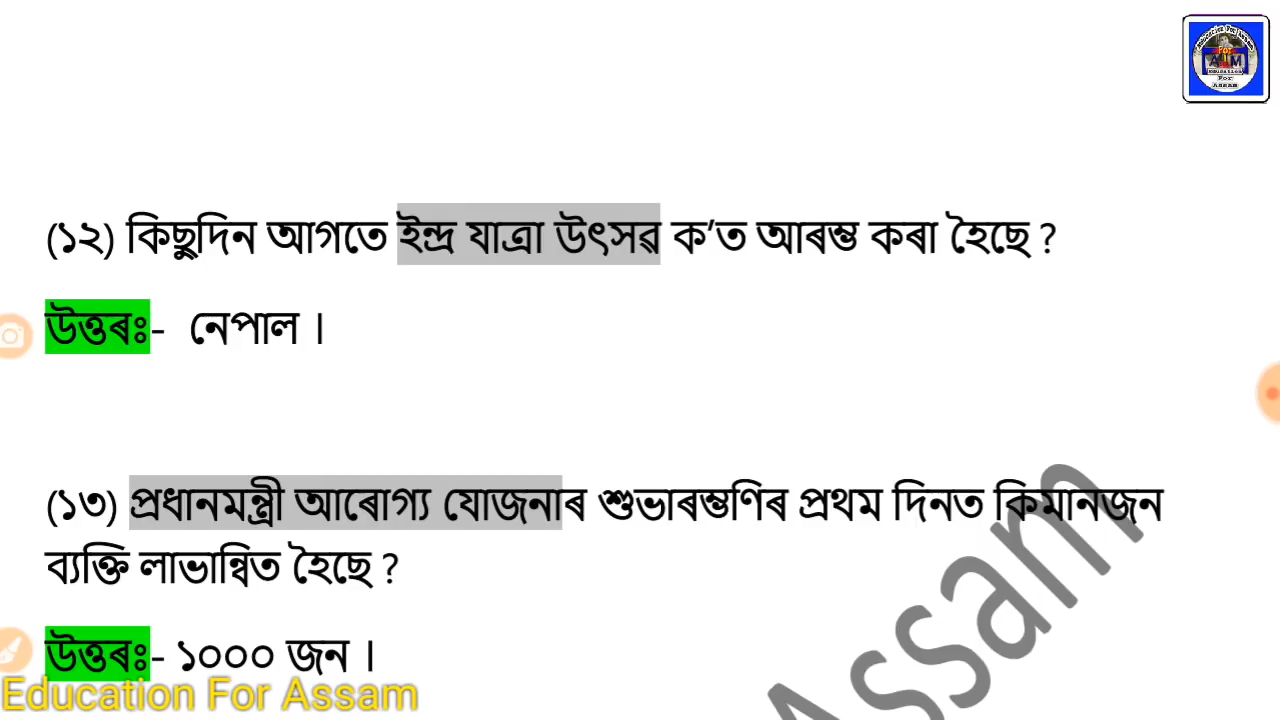 (১২) কিছুদিন আগতে ইন্দ্ৰ যাত্ৰা উৎসৱ ক’ত আৰম্ভ কৰা হৈছে ?
উত্তৰঃ- নেপাল ।
(১৩) প্ৰধানমন্ত্ৰী আৰোগ্য যোজনাৰ শুভাৰম্ভণিৰ প্ৰথম দিনত কিমানজন
ব্যক্তি লাভান্বিত হৈছে ?
উত্তৰঃ- ১০০০ জন ।
Education For Assam
Assam